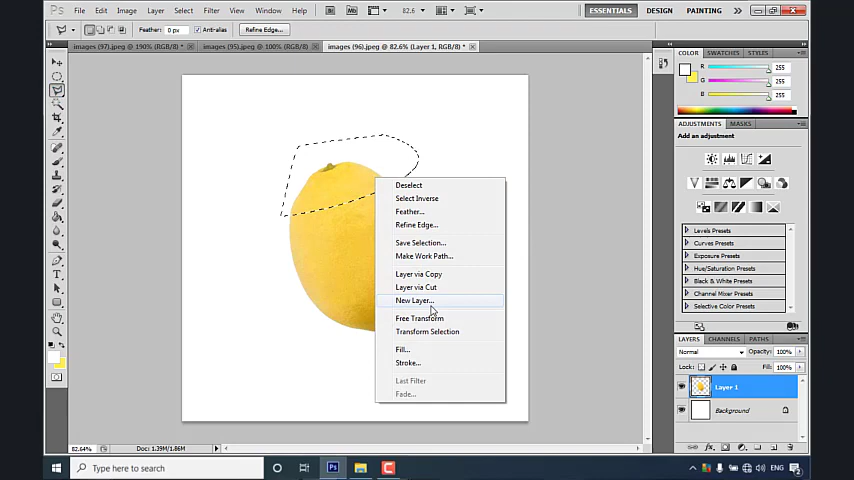 Ps File Edit Image Layer Select Filter View Window Help Br Mb 82.6 ESSENTIALS DESIGN PAINTING
Feather: 0 px Anti-alias Refine Edge...
images (97).jpeg @ 190% (RGB/8) * images (95).jpeg @ 100% (RGB/8) * images (96).jpeg @ 82.6% (Layer 1, RGB/8) *
COLOR SWATCHES STYLES
R 255
G 255
B 255
ADJUSTMENTS MASKS
Add an adjustment
Levels Presets
Curves Presets
Exposure Presets
Hue/Saturation Presets
Black & White Presets
Channel Mixer Presets
Selective Color Presets
LAYERS CHANNELS PATHS
Normal Opacity: 100%
Lock: Fill: 100%
Layer 1
Background
Deselect
Select Inverse
Feather...
Refine Edge...
Save Selection...
Make Work Path...
Layer via Copy
Layer via Cut
New Layer...
Free Transform
Transform Selection
Fill...
Stroke...
Last Filter
Fade...
82.64% Doc: 1.39M/1.86M
Type here to search Ps ENG